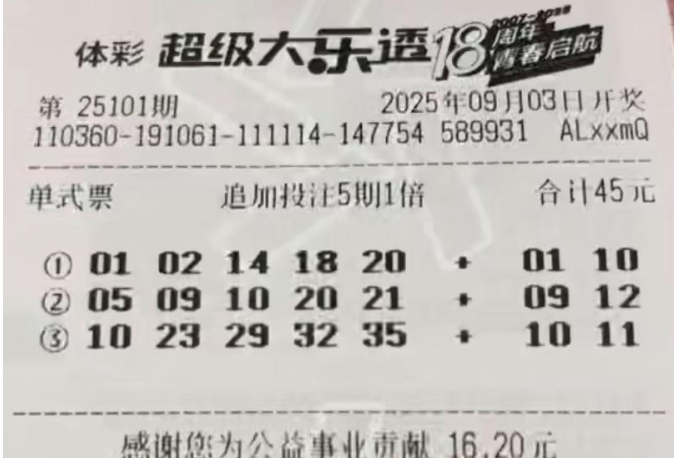 体彩 超级大乐透 18 周年 2007-2025 青春启航
第 25101期 2025年09月03日开奖
110360-191061-111114-147754 589931 ALxxmQ
单式票 追加投注5期1倍 合计45元
① 01 02 14 18 20 + 01 10
② 05 09 10 20 21 + 09 12
③ 10 23 29 32 35 + 10 11
感谢您为公益事业贡献 16.20元